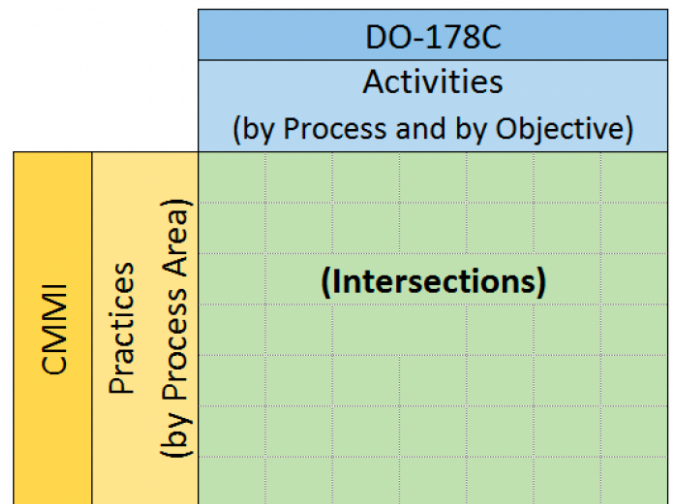 DO-178C
Activities
(by Process and by Objective)
CMMI
Practices
(by Process Area)
(Intersections)